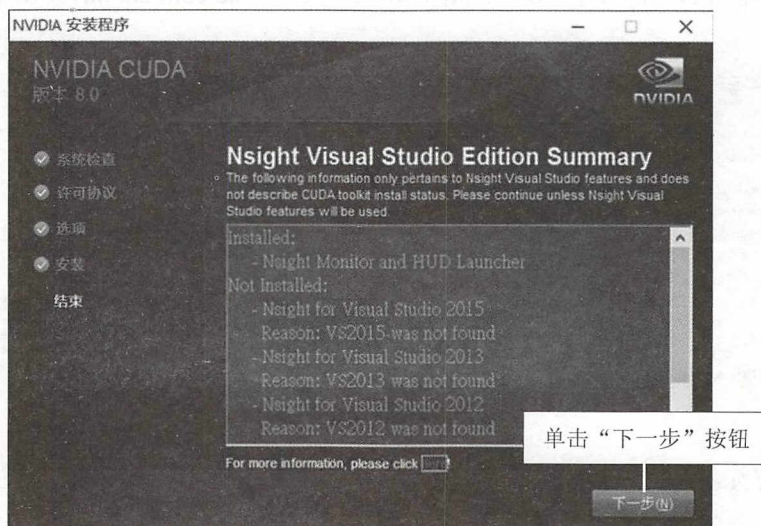 NVIDIA 安装程序
NVIDIA CUDA
版本 8.0
NVIDIA
系统检查
许可协议
选项
安装
结束
Nsight Visual Studio Edition Summary
The following information only pertains to Nsight Visual Studio features and does
not describe CUDA toolkit install status. Please continue unless Nsight Visual
Studio features will be used.
Installed:
- Nsight Monitor and HUD Launcher
Not Installed:
- Nsight for Visual Studio 2015
Reason: VS2015 was not found
- Nsight for Visual Studio 2013
Reason: VS2013 was not found
- Nsight for Visual Studio 2012
Reason: VS2012 was not found
For more information, please click
单击“下一步”按钮
下一步(N)